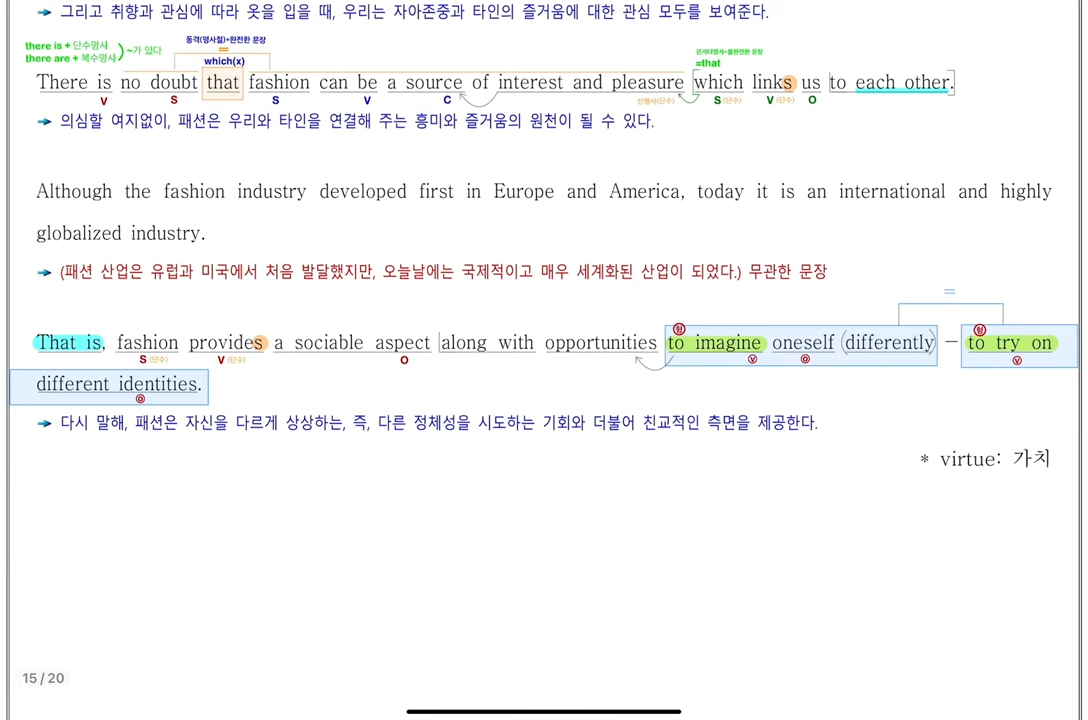 그리고 취향과 관심에 따라 옷을 입을 때, 우리는 자아존중과 타인의 즐거움에 대한 관심 모두를 보여준다.
there is + 단수명사
there are + 복수명사 ~가 있다
동격(명사절)+완전한 문장
=
which(x)
관계대명사+불완전한 문장
=that
There is no doubt that fashion can be a source of interest and pleasure [which links us to each other.]
V S S V C 선행사(단수) S (단수) V (단수) O
의심할 여지없이, 패션은 우리와 타인을 연결해 주는 흥미와 즐거움의 원천이 될 수 있다.
Although the fashion industry developed first in Europe and America, today it is an international and highly
globalized industry.
(패션 산업은 유럽과 미국에서 처음 발달했지만, 오늘날에는 국제적이고 매우 세계화된 산업이 되었다.) 무관한 문장
=
형 형
That is, fashion provides a sociable aspect along with opportunities to imagine oneself (differently) – to try on
S (단수) V (단수) O ⓥ ⓞ ⓥ
different identities.
ⓞ
다시 말해, 패션은 자신을 다르게 상상하는, 즉, 다른 정체성을 시도하는 기회와 더불어 친교적인 측면을 제공한다.
* virtue: 가치
15 / 20